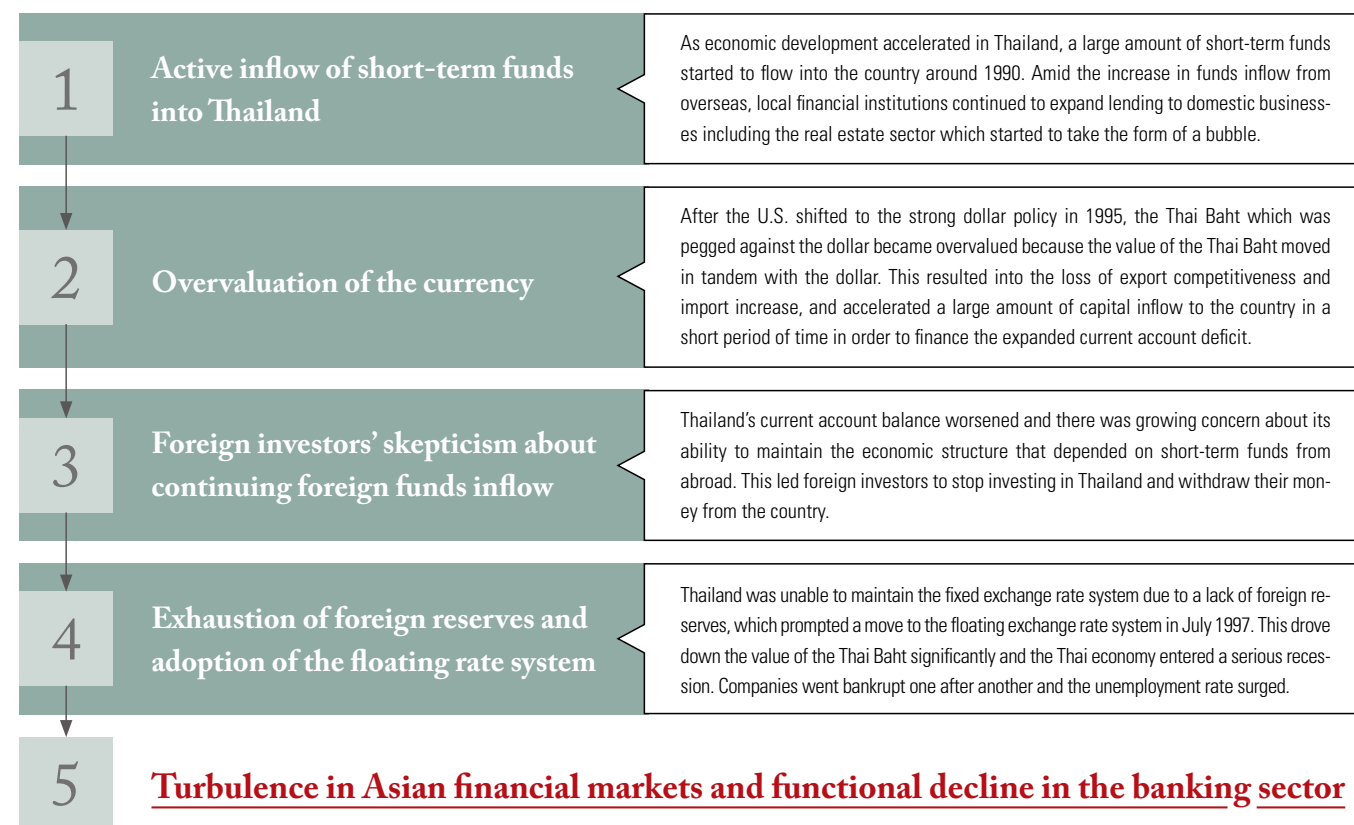 1
Active inflow of short-term funds
into Thailand
As economic development accelerated in Thailand, a large amount of short-term funds
started to flow into the country around 1990. Amid the increase in funds inflow from
overseas, local financial institutions continued to expand lending to domestic business-
es including the real estate sector which started to take the form of a bubble.
2
Overvaluation of the currency
After the U.S. shifted to the strong dollar policy in 1995, the Thai Baht which was
pegged against the dollar became overvalued because the value of the Thai Baht moved
in tandem with the dollar. This resulted into the loss of export competitiveness and
import increase, and accelerated a large amount of capital inflow to the country in a
short period of time in order to finance the expanded current account deficit.
3
Foreign investors’ skepticism about
continuing foreign funds inflow
Thailand’s current account balance worsened and there was growing concern about its
ability to maintain the economic structure that depended on short-term funds from
abroad. This led foreign investors to stop investing in Thailand and withdraw their mon-
ey from the country.
4
Exhaustion of foreign reserves and
adoption of the floating rate system
Thailand was unable to maintain the fixed exchange rate system due to a lack of foreign re-
serves, which prompted a move to the floating exchange rate system in July 1997. This drove
down the value of the Thai Baht significantly and the Thai economy entered a serious reces-
sion. Companies went bankrupt one after another and the unemployment rate surged.
5
Turbulence in Asian financial markets and functional decline in the banking sector